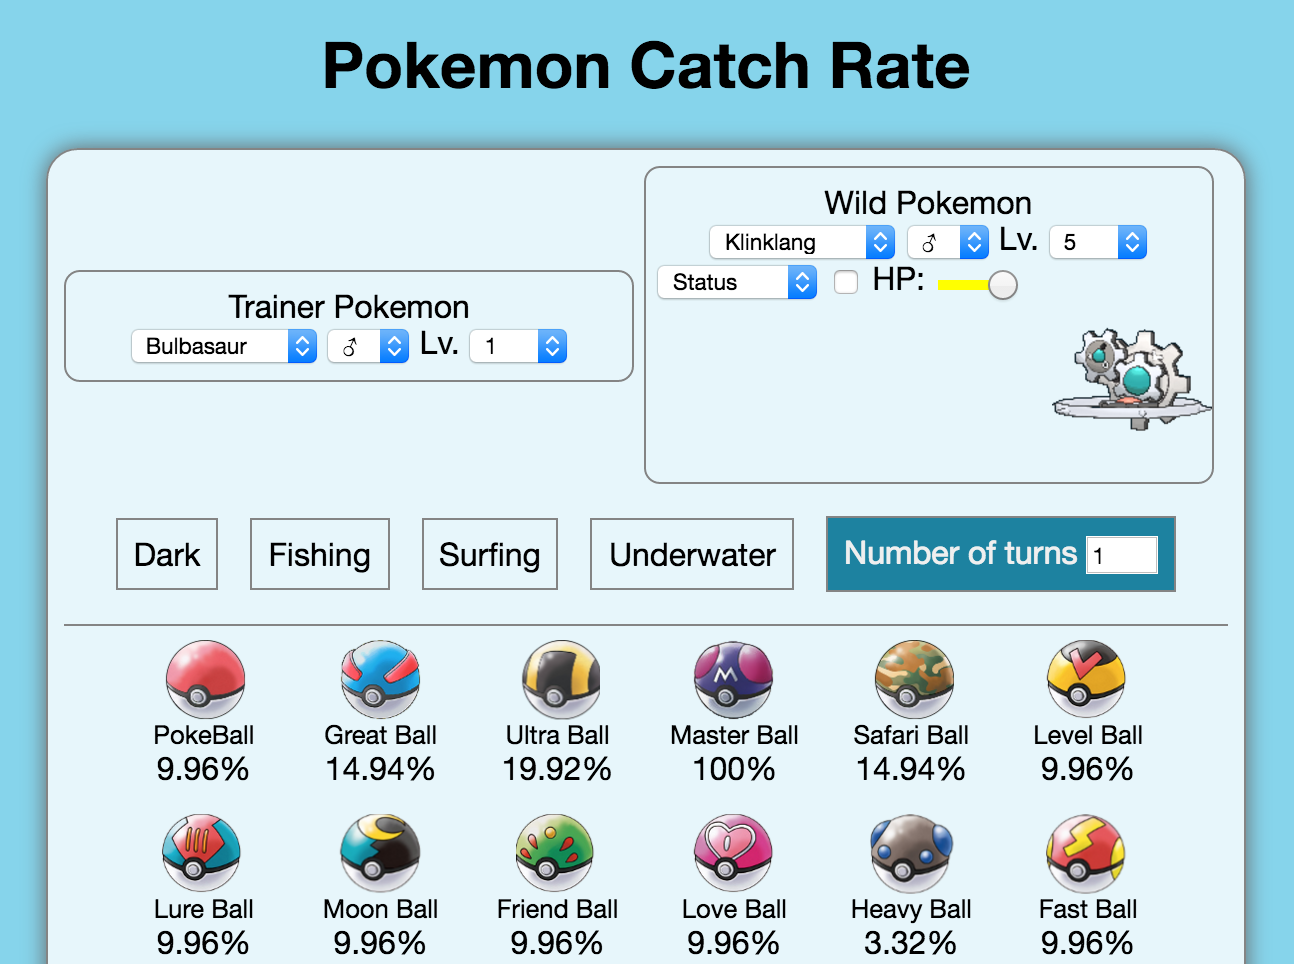 Pokemon Catch Rate
Wild Pokemon
Klinklang ♂ Lv. 5
Status HP:
Trainer Pokemon
Bulbasaur ♂ Lv. 1
Dark Fishing Surfing Underwater Number of turns 1
PokeBall Great Ball Ultra Ball Master Ball Safari Ball Level Ball
9.96% 14.94% 19.92% 100% 14.94% 9.96%
Lure Ball Moon Ball Friend Ball Love Ball Heavy Ball Fast Ball
9.96% 9.96% 9.96% 9.96% 3.32% 9.96%